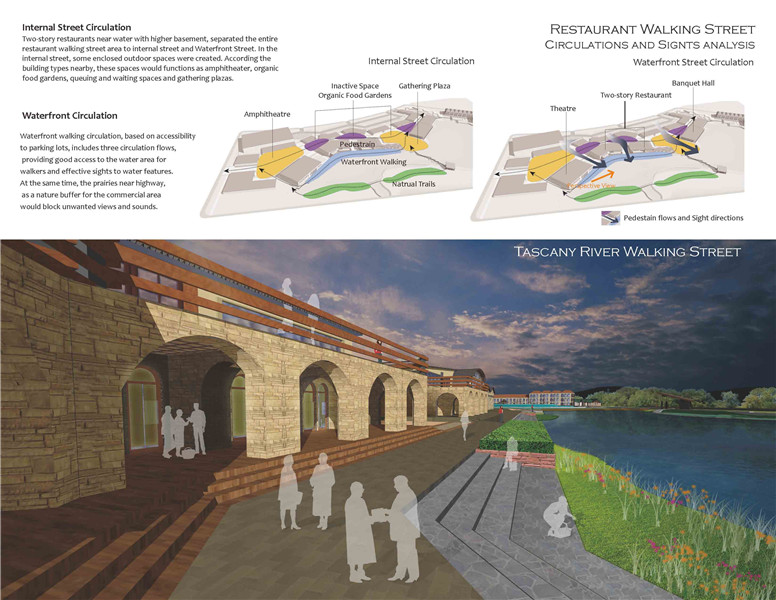 Internal Street Circulation
Two-story restaurants near water with higher basement, separated the entire
restaurant walking street area to internal street and Waterfront Street. In the
internal street, some enclosed outdoor spaces were created. According the
building types nearby, these spaces would functions as amphitheater, organic
food gardens, queuing and waiting spaces and gathering plazas.
Waterfront Circulation
Waterfront walking circulation, based on accessibility
to parking lots, includes three circulation flows,
providing good access to the water area for
walkers and effective sights to water features.
At the same time, the prairies near highway,
as a nature buffer for the commercial area
would block unwanted views and sounds.
Internal Street Circulation
Inactive Space
Organic Food Gardens
Gathering Plaza
Amphitheatre
Pedestrain
Waterfront Walking
Natrual Trails
Restaurant Walking Street
Circulations and Signts analysis
Waterfront Street Circulation
Banquet Hall
Two-story Restaurant
Theatre
Perspective View
Pedestain flows and Sight directions
Tascany River Walking Street